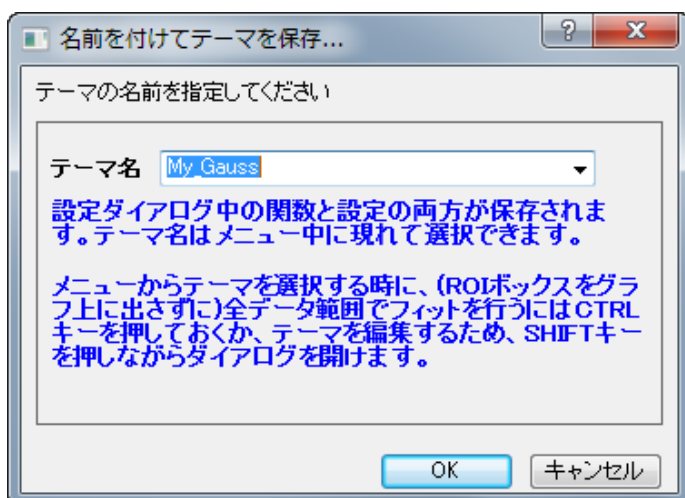 名前を付けてテーマを保存...
テーマの名前を指定してください
テーマ名 My_Gauss
設定ダイアログ中の関数と設定の両方が保存されま
す。テーマ名はメニュー中に現れて選択できます。
メニューからテーマを選択する時に、(ROIボックスをグラ
フ上に出さずに)全データ範囲でフィットを行うにはCTRL
キーを押しておくか、テーマを編集するため、SHIFTキー
を押しながらダイアログを開けます。
OK キャンセル